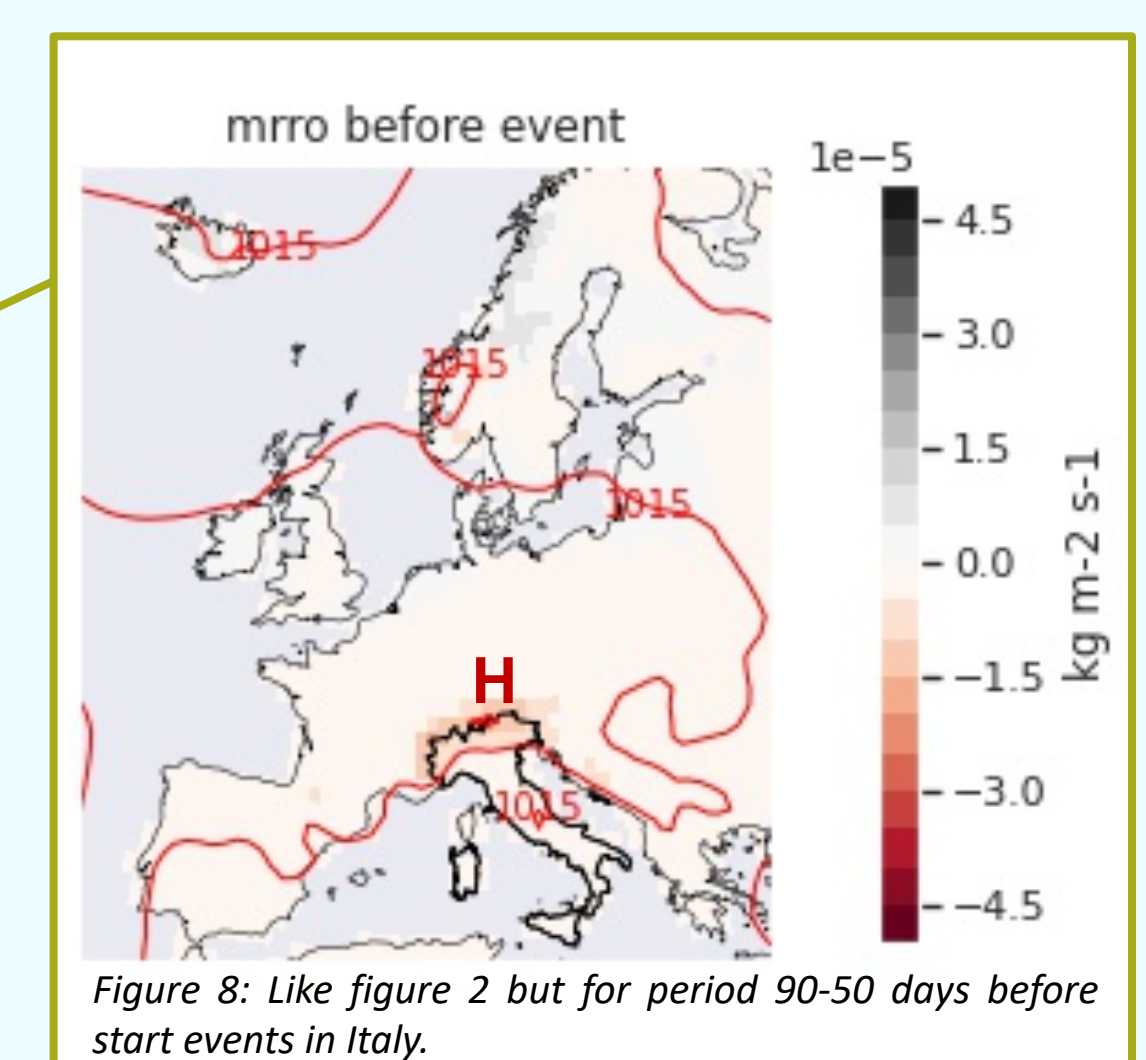 mrro before event
1e−5
4.5
3.0
1.5
0.0
−1.5
−3.0
−4.5
kg m-2 s-1
1015
1015
1015
H
1015
Figure 8: Like figure 2 but for period 90-50 days before
start events in Italy.